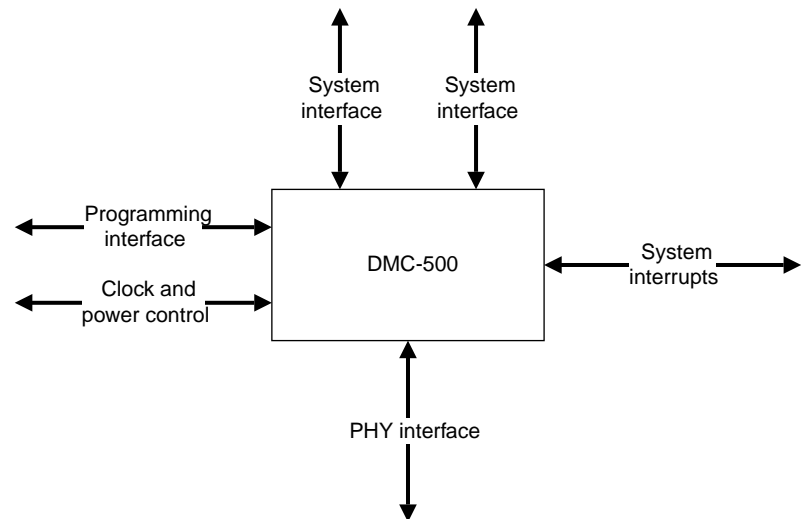 System
interface
System
interface
Programming
interface
DMC-500
System
interrupts
Clock and
power control
PHY interface